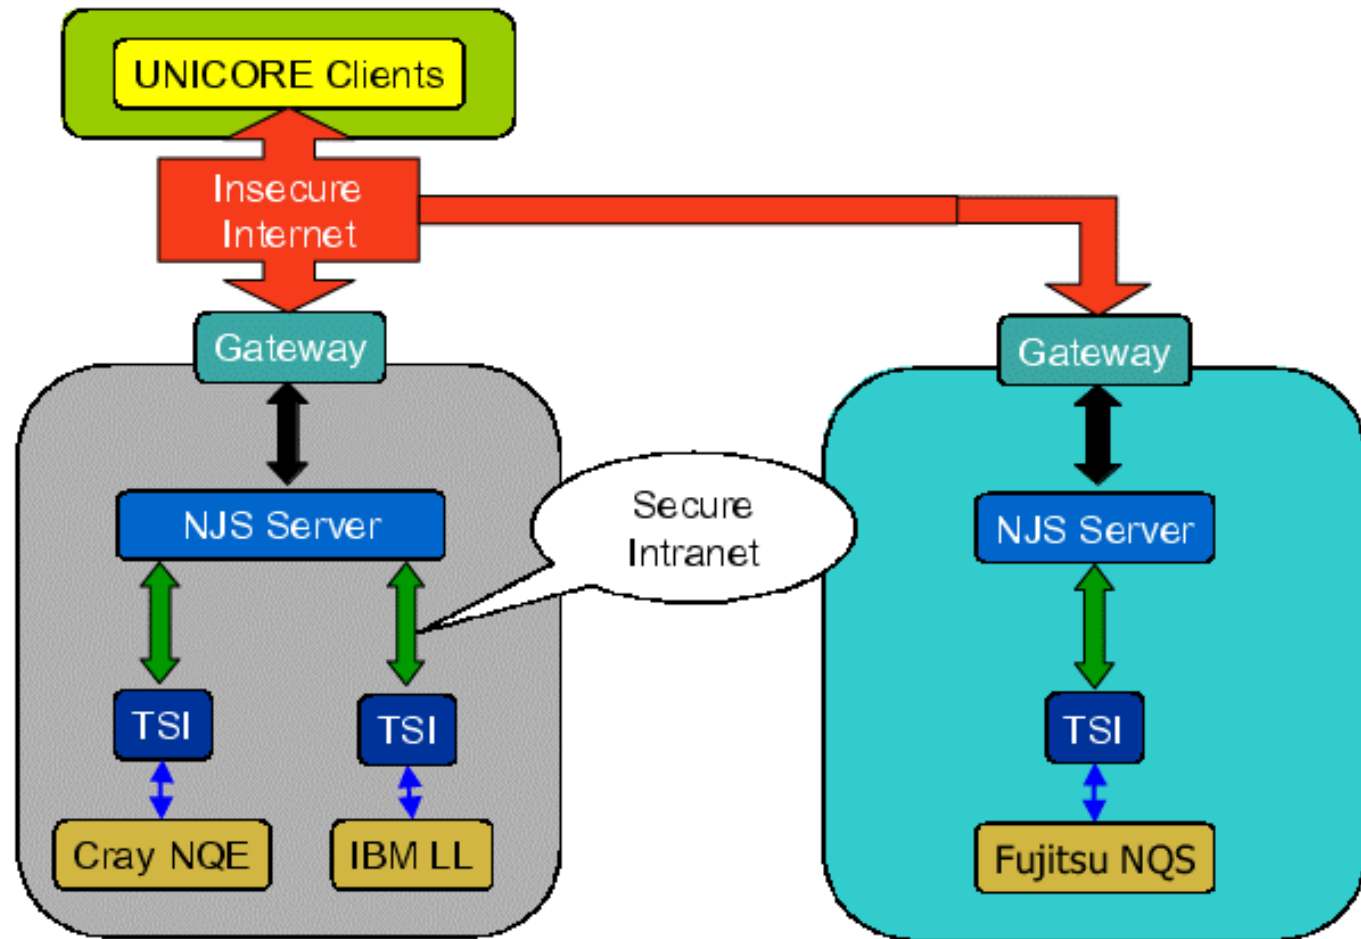 UNICORE Clients
Insecure
Internet
Gateway
Gateway
NJS Server
Secure
Intranet
NJS Server
TSI
TSI
TSI
Cray NQE
IBM LL
Fujitsu NQS